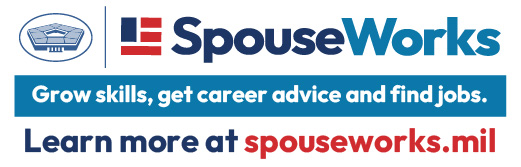 SpouseWorks
Grow skills, get career advice and find jobs.
Learn more at spouseworks.mil